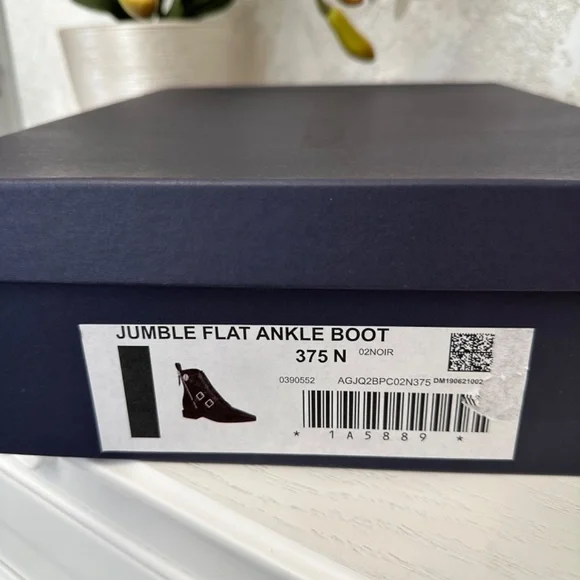 JUMBLE FLAT ANKLE BOOT
375 N 02NOIR
0390552 AGJQ2BPC02N375 DM190621002
* 1A5889 *